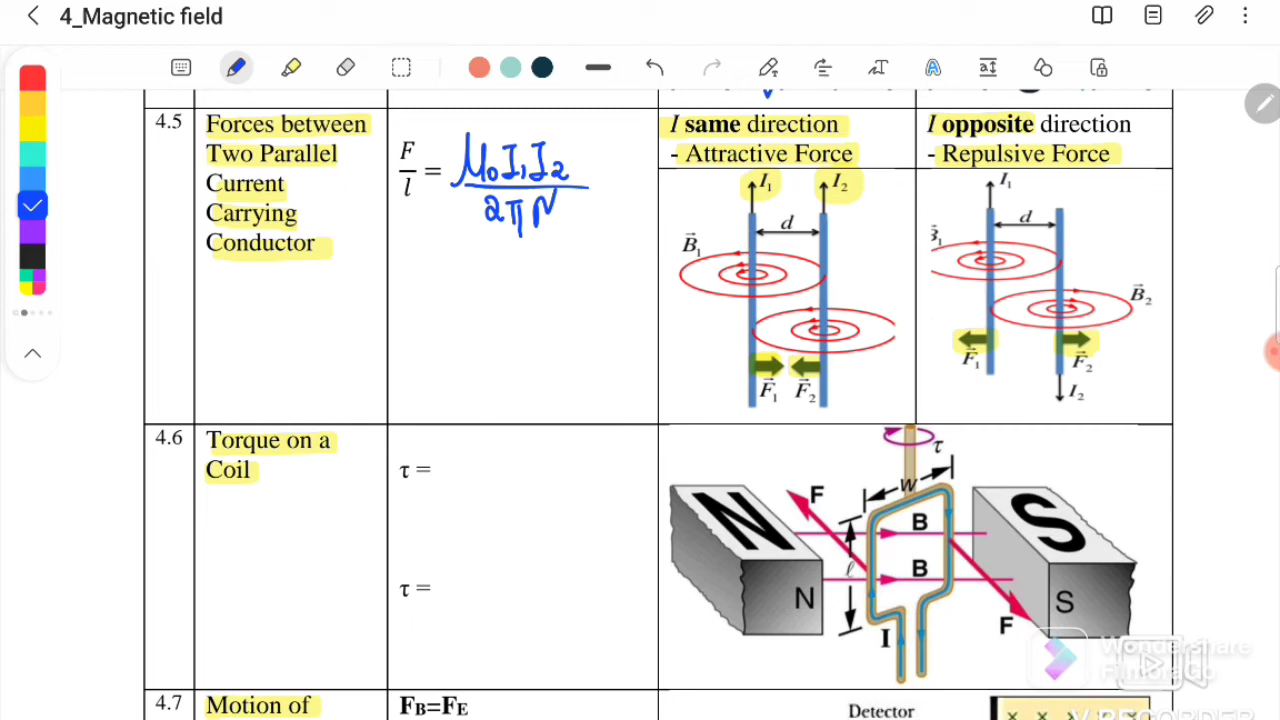 4_Magnetic field
4.5
Forces between
Two Parallel
Current
Carrying
Conductor
F/l = μ0I1I2 / 2πr
I same direction
- Attractive Force
I opposite direction
- Repulsive Force
I1 I2
d
B1
F1 F2
I1
d
B1
B2
F1 F2
I2
4.6
Torque on a
Coil
τ =
τ =
τ
w
F
N
S
B
ℓ
B
N
S
I
F
Wondershare
FilmoraGo
4.7
Motion of
FB=FE
Detector